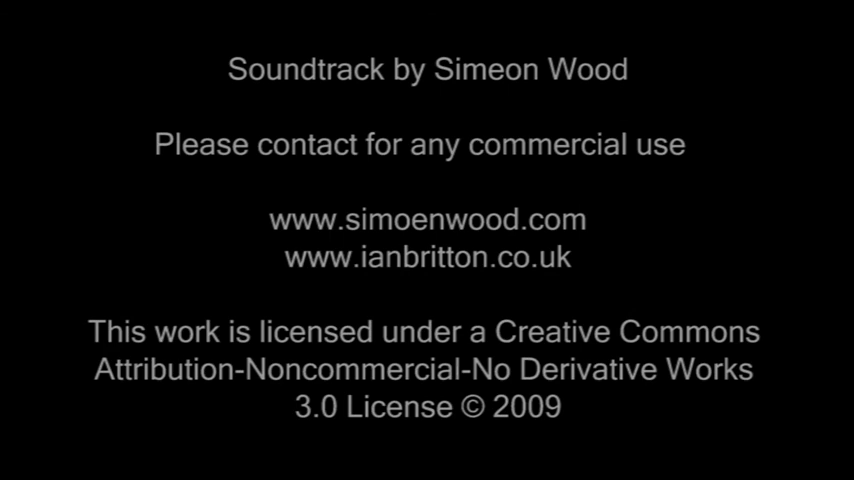 Soundtrack by Simeon Wood
Please contact for any commercial use
www.simoenwood.com
www.ianbritton.co.uk
This work is licensed under a Creative Commons
Attribution-Noncommercial-No Derivative Works
3.0 License © 2009